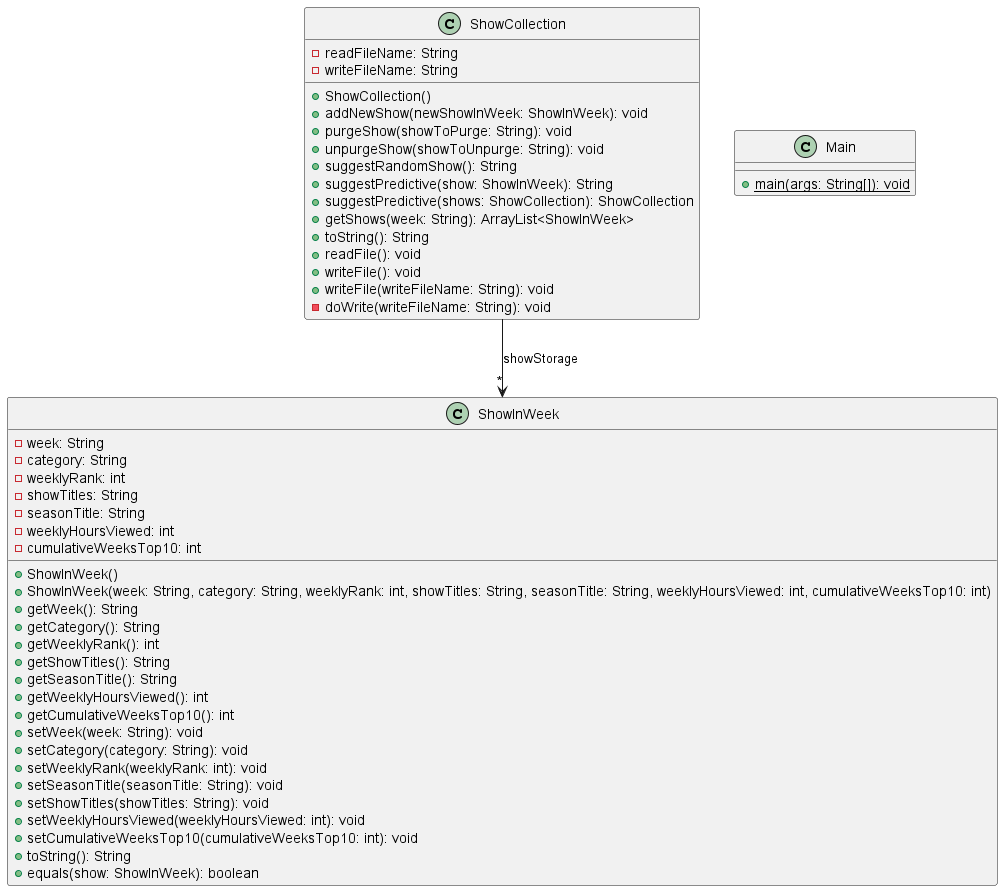 C ShowCollection
readFileName: String
writeFileName: String
ShowCollection()
addNewShow(newShowInWeek: ShowInWeek): void
purgeShow(showToPurge: String): void
unpurgeShow(showToUnpurge: String): void
suggestRandomShow(): String
suggestPredictive(show: ShowInWeek): String
suggestPredictive(shows: ShowCollection): ShowCollection
getShows(week: String): ArrayList<ShowInWeek>
toString(): String
readFile(): void
writeFile(): void
writeFile(writeFileName: String): void
doWrite(writeFileName: String): void
C Main
main(args: String[]): void
showStorage
*
C ShowInWeek
week: String
category: String
weeklyRank: int
showTitles: String
seasonTitle: String
weeklyHoursViewed: int
cumulativeWeeksTop10: int
ShowInWeek()
ShowInWeek(week: String, category: String, weeklyRank: int, showTitles: String, seasonTitle: String, weeklyHoursViewed: int, cumulativeWeeksTop10: int)
getWeek(): String
getCategory(): String
getWeeklyRank(): int
getShowTitles(): String
getSeasonTitle(): String
getWeeklyHoursViewed(): int
getCumulativeWeeksTop10(): int
setWeek(week: String): void
setCategory(category: String): void
setWeeklyRank(weeklyRank: int): void
setSeasonTitle(seasonTitle: String): void
setShowTitles(showTitles: String): void
setWeeklyHoursViewed(weeklyHoursViewed: int): void
setCumulativeWeeksTop10(cumulativeWeeksTop10: int): void
toString(): String
equals(show: ShowInWeek): boolean